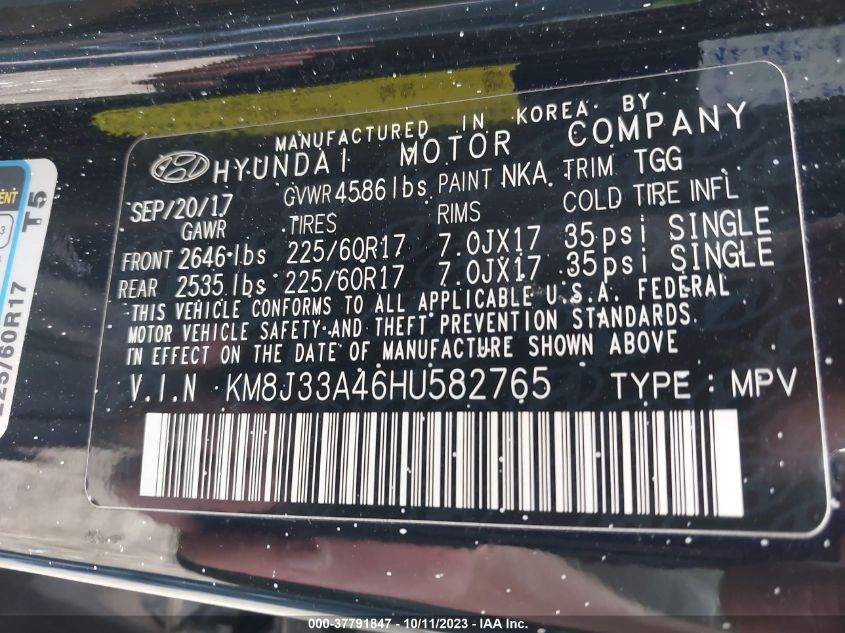 MANUFACTURED IN KOREA BY
HYUNDAI MOTOR COMPANY
SEP/20/17 GVWR 4586 lbs PAINT NKA TRIM TGG
GAWR TIRES RIMS COLD TIRE INFL
FRONT 2646 lbs 225/60R17 7.0JX17 35psi SINGLE
REAR 2535 lbs 225/60R17 7.0JX17 35psi SINGLE
THIS VEHICLE CONFORMS TO ALL APPLICABLE U.S.A. FEDERAL
MOTOR VEHICLE SAFETY AND THEFT PREVENTION STANDARDS
IN EFFECT ON THE DATE OF MANUFACTURE SHOWN ABOVE
V.I.N KM8J33A46HU582765 TYPE : MPV
T5
225/60R17
000-37791847 - 10/11/2023 - IAA Inc.